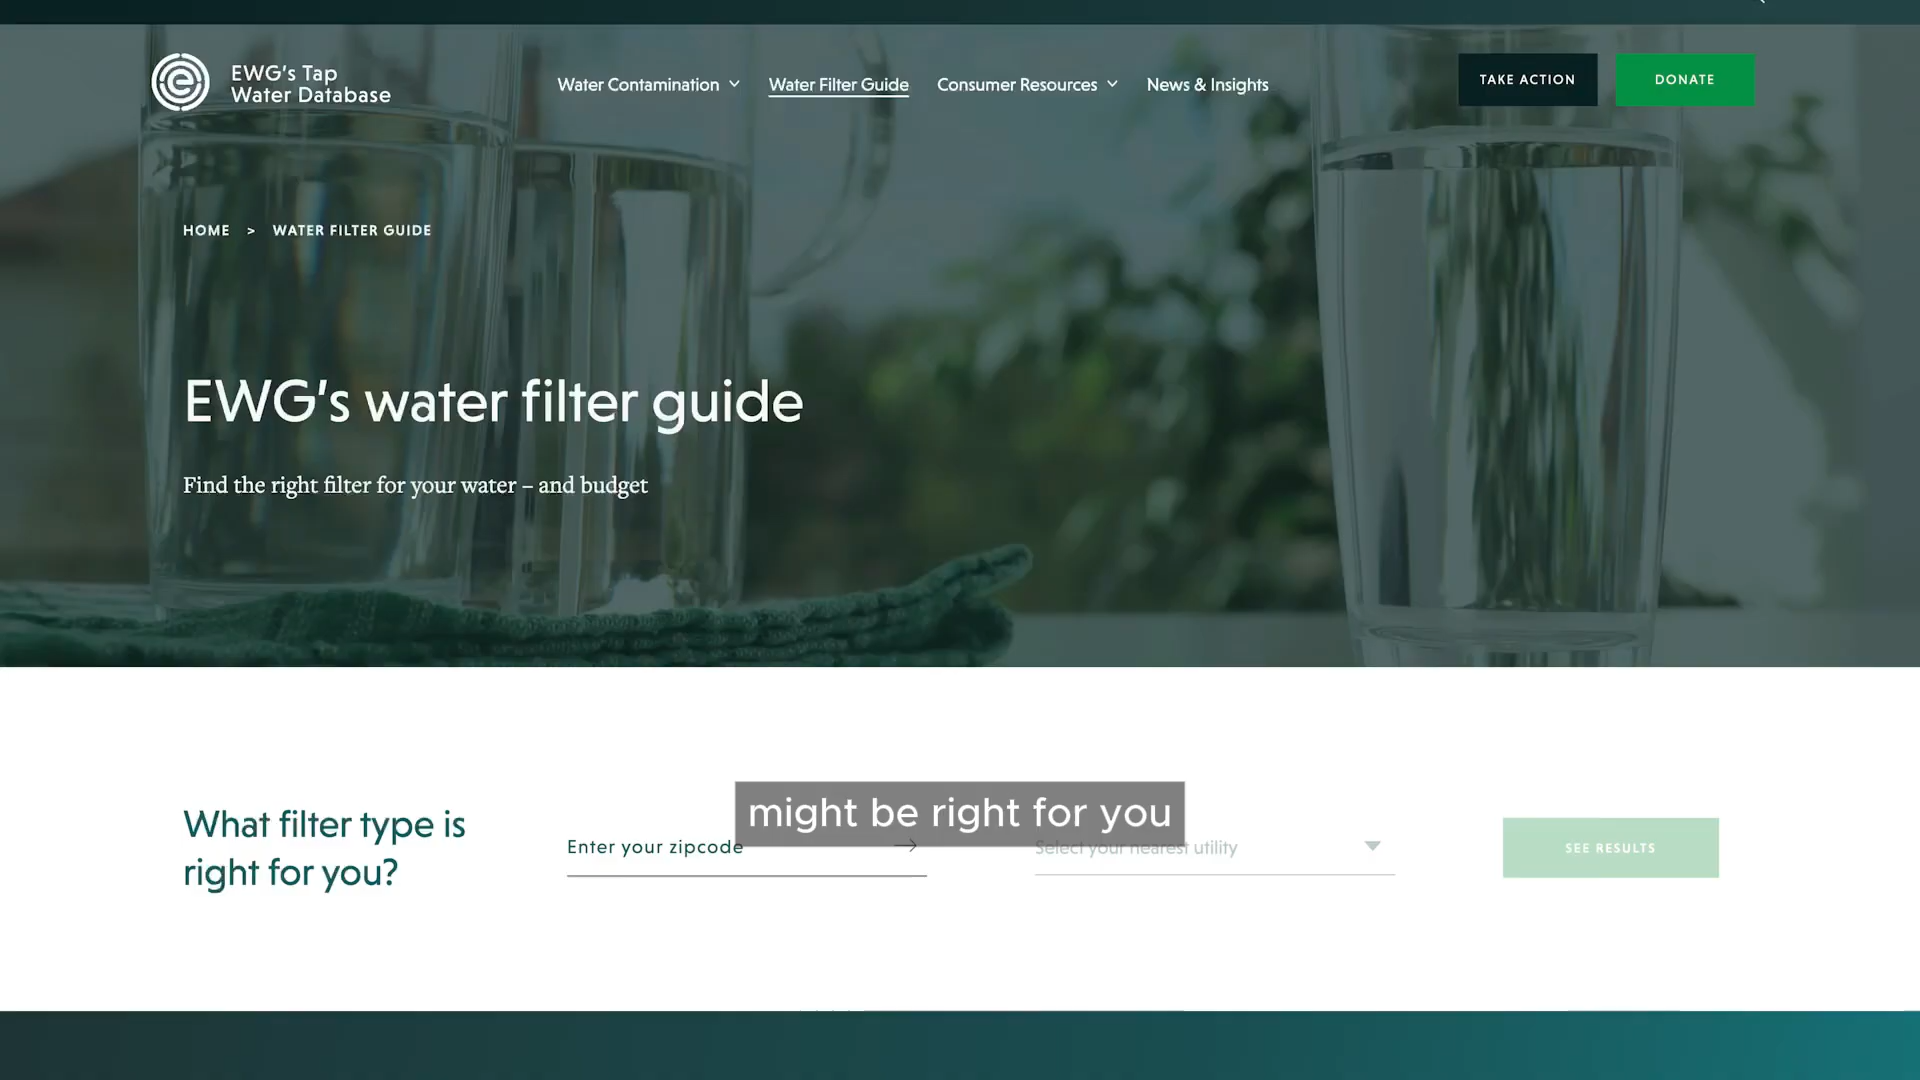 EWG's Tap
Water Database
Water Contamination
Water Filter Guide
Consumer Resources
News & Insights
TAKE ACTION
DONATE
HOME > WATER FILTER GUIDE
EWG's water filter guide
Find the right filter for your water – and budget
What filter type is
right for you?
might be right for you
Enter your zipcode
Select your nearest utility
SEE RESULTS